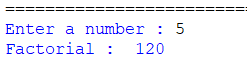 ==========================
Enter a number : 5
Factorial :  120